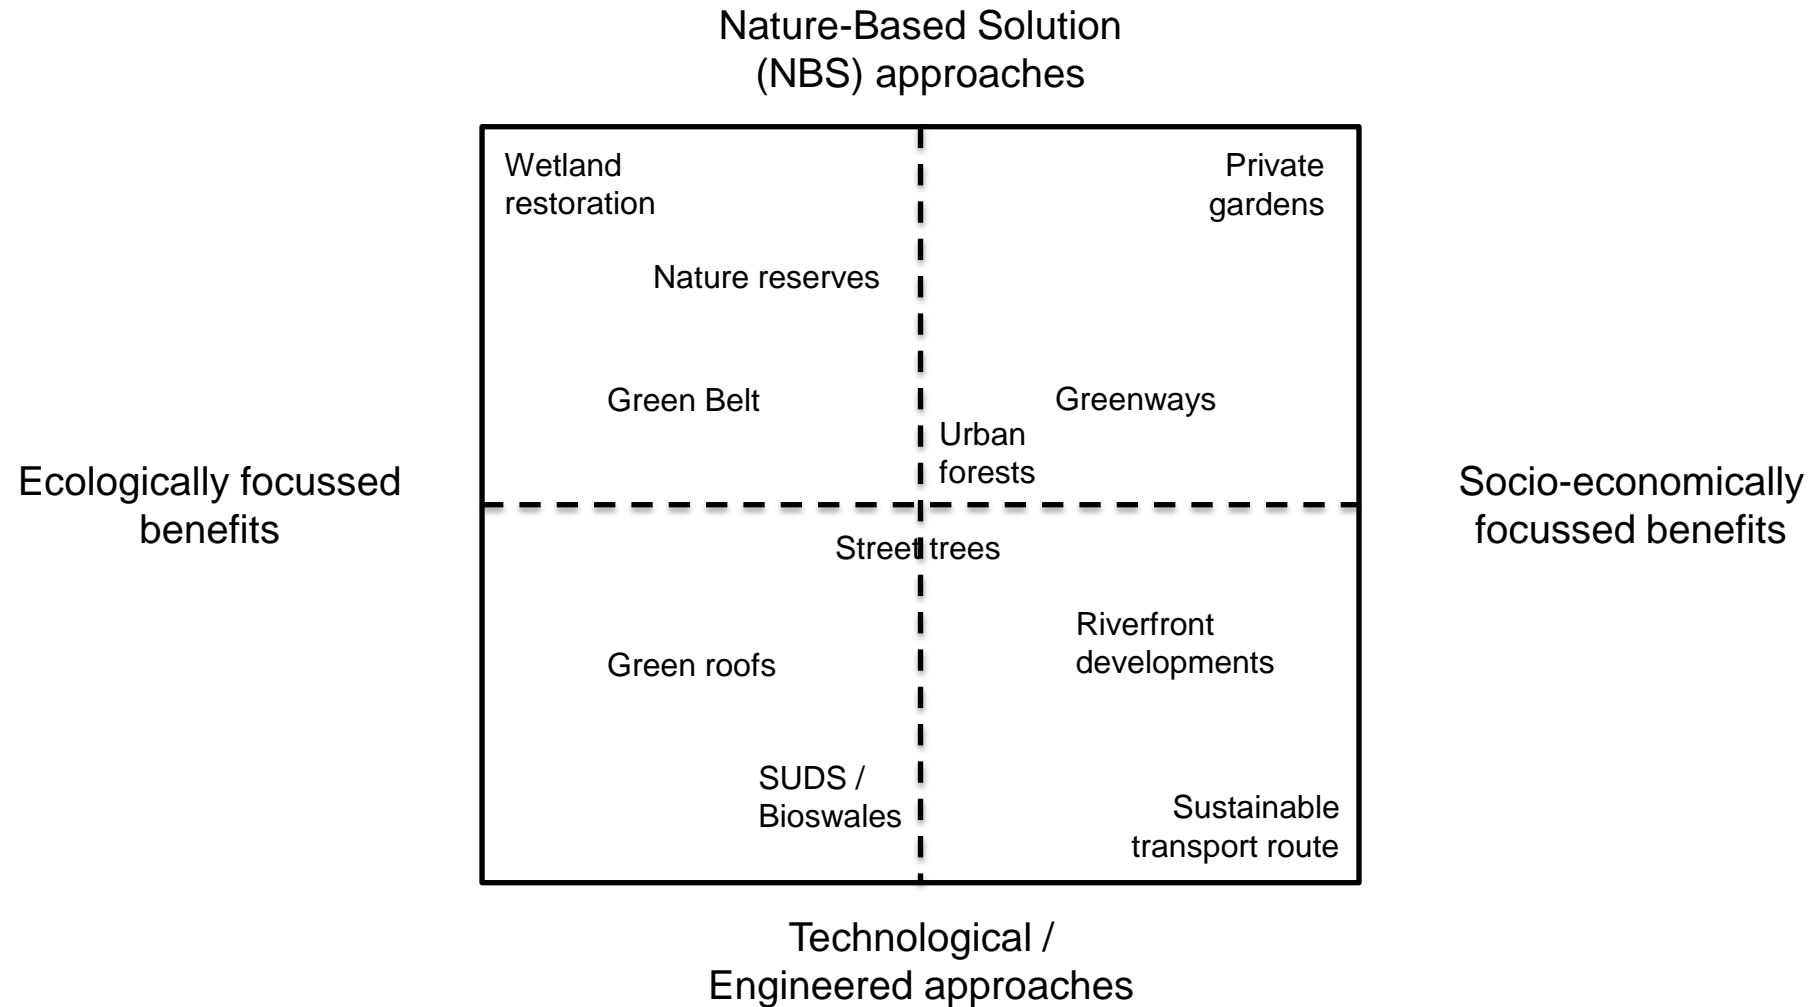 Nature-Based Solution
(NBS) approaches
Wetland
restoration
Private
gardens
Nature reserves
Green Belt
Greenways
Urban
forests
Ecologically focussed
benefits
Socio-economically
focussed benefits
Street trees
Green roofs
Riverfront
developments
SUDS /
Bioswales
Sustainable
transport route
Technological /
Engineered approaches